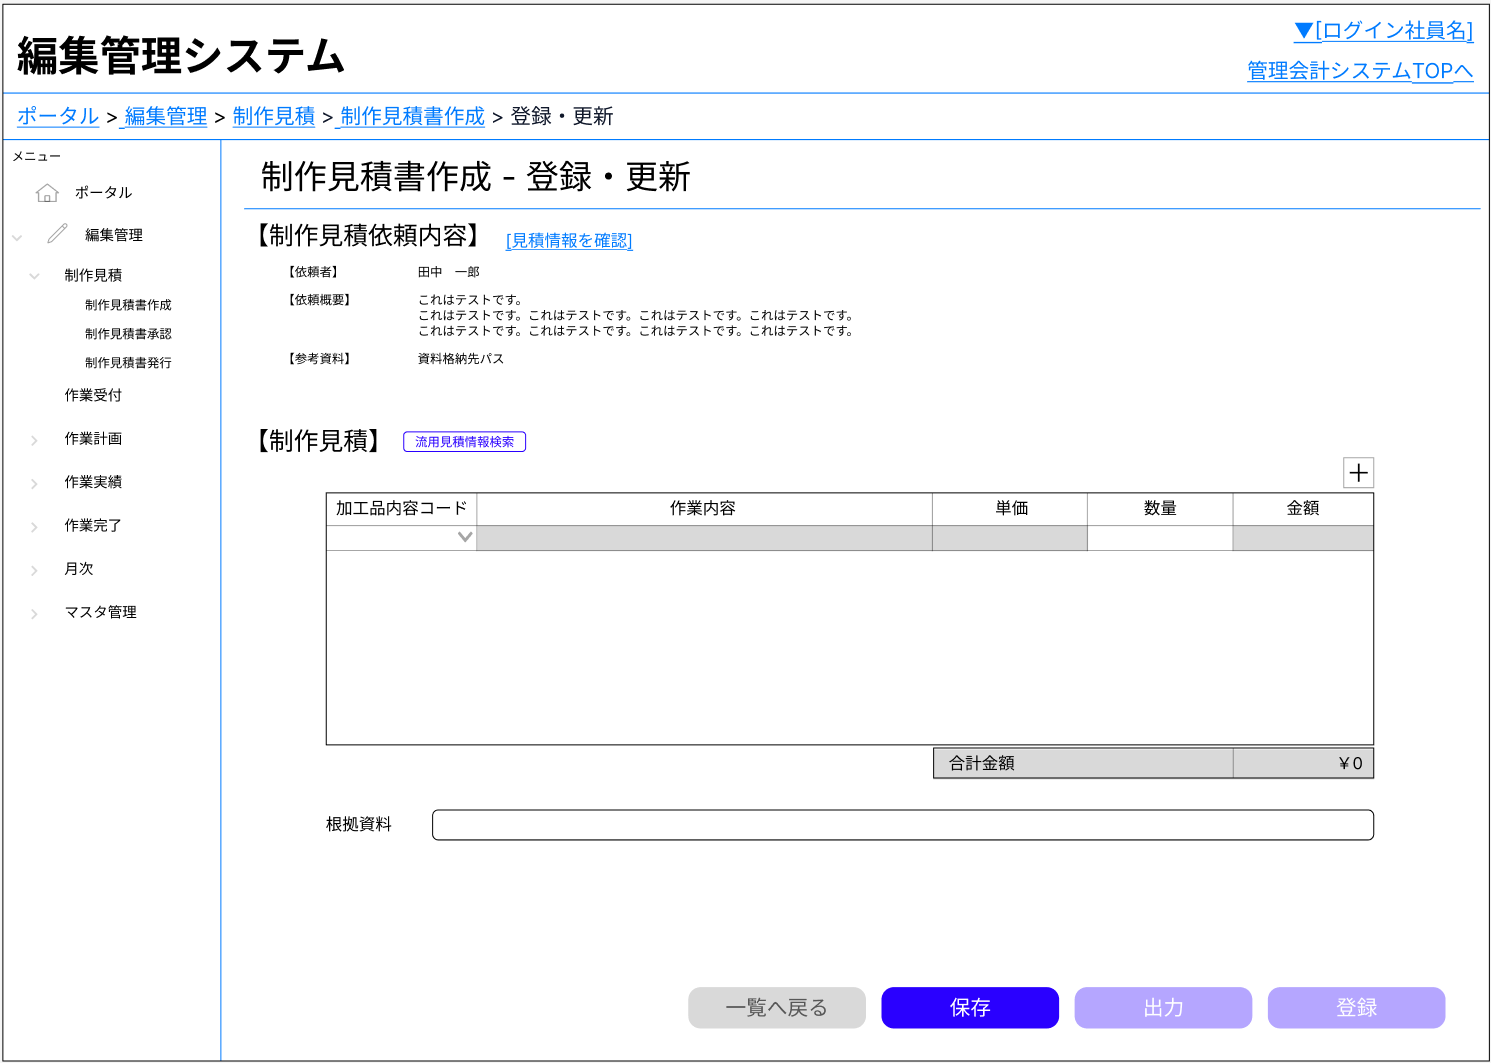 編集管理システム
▼[ログイン社員名]
管理会計システムTOPへ
ポータル > 編集管理 > 制作見積 > 制作見積書作成 > 登録・更新
メニュー
ポータル
編集管理
制作見積
制作見積書作成
制作見積書承認
制作見積書発行
作業受付
作業計画
作業実績
作業完了
月次
マスタ管理
制作見積書作成 - 登録・更新
【制作見積依頼内容】 [見積情報を確認]
【依頼者】 田中　一郎
【依頼概要】 これはテストです。
これはテストです。これはテストです。これはテストです。これはテストです。
これはテストです。これはテストです。これはテストです。これはテストです。
【参考資料】 資料格納先パス
【制作見積】 流用見積情報検索
+
加工品内容コード 作業内容 単価 数量 金額
合計金額 ￥0
根拠資料
一覧へ戻る 保存 出力 登録